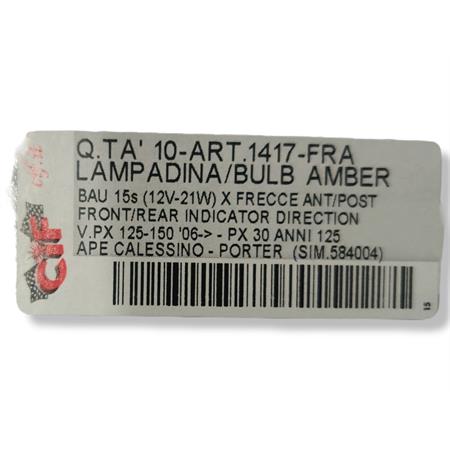 Q.TA' 10-ART.1417-FRA
LAMPADINA/BULB AMBER
BAU 15s (12V-21W) X FRECCE ANT/POST
FRONT/REAR INDICATOR DIRECTION
V.PX 125-150 '06-> - PX 30 ANNI 125
APE CALESSINO - PORTER (SIM.584004)
CIF
15